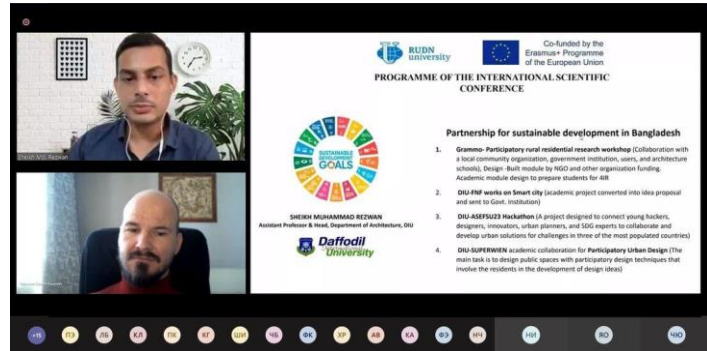 RUDN
university
Co-funded by the
Erasmus+ Programme
of the European Union
PROGRAMME OF THE INTERNATIONAL SCIENTIFIC
CONFERENCE
SUSTAINABLE
DEVELOPMENT
GOALS
SHEIKH MUHAMMAD REZWAN
Assistant Professor & Head, Department of Architecture, DIU
Daffodil
International
University
Partnership for sustainable development in Bangladesh
1. Grammo- Participatory rural residential research workshop (Collaboration with
a local community organization, government institution, users, and architecture
schools), Design -Built module by NGO and other organization funding.
Academic module design to prepare students for 4IR
2. DIU-FNF works on Smart city (academic project converted into idea proposal
and sent to Govt. Institution)
3. DIU-ASEFSU23 Hackathon (A project designed to connect young hackers,
designers, innovators, urban planners, and SDG experts to collaborate and
develop urban solutions for challenges in three of the most populated countries)
4. DIU-SUPERWIEN academic collaboration for Participatory Urban Design (The
main task is to design public spaces with participatory design techniques that
involve the residents in the development of design ideas)
Sheikh Md. Rezwan
+15 ПЭ ЛБ КЛ ПК КГ ШИ ЧБ ФК ХР АВ КА ФЭ НЧ НИ ЯО ЧЮ